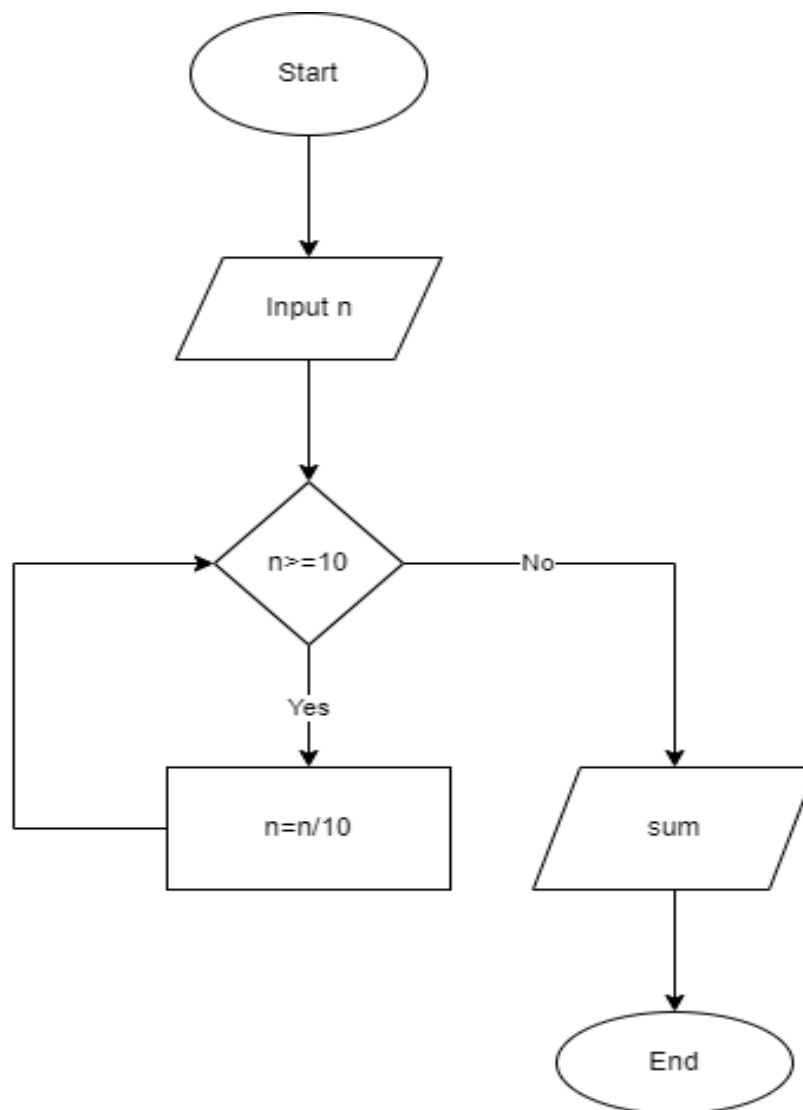 Start
Input n
n>=10
No
Yes
n=n/10
sum
End